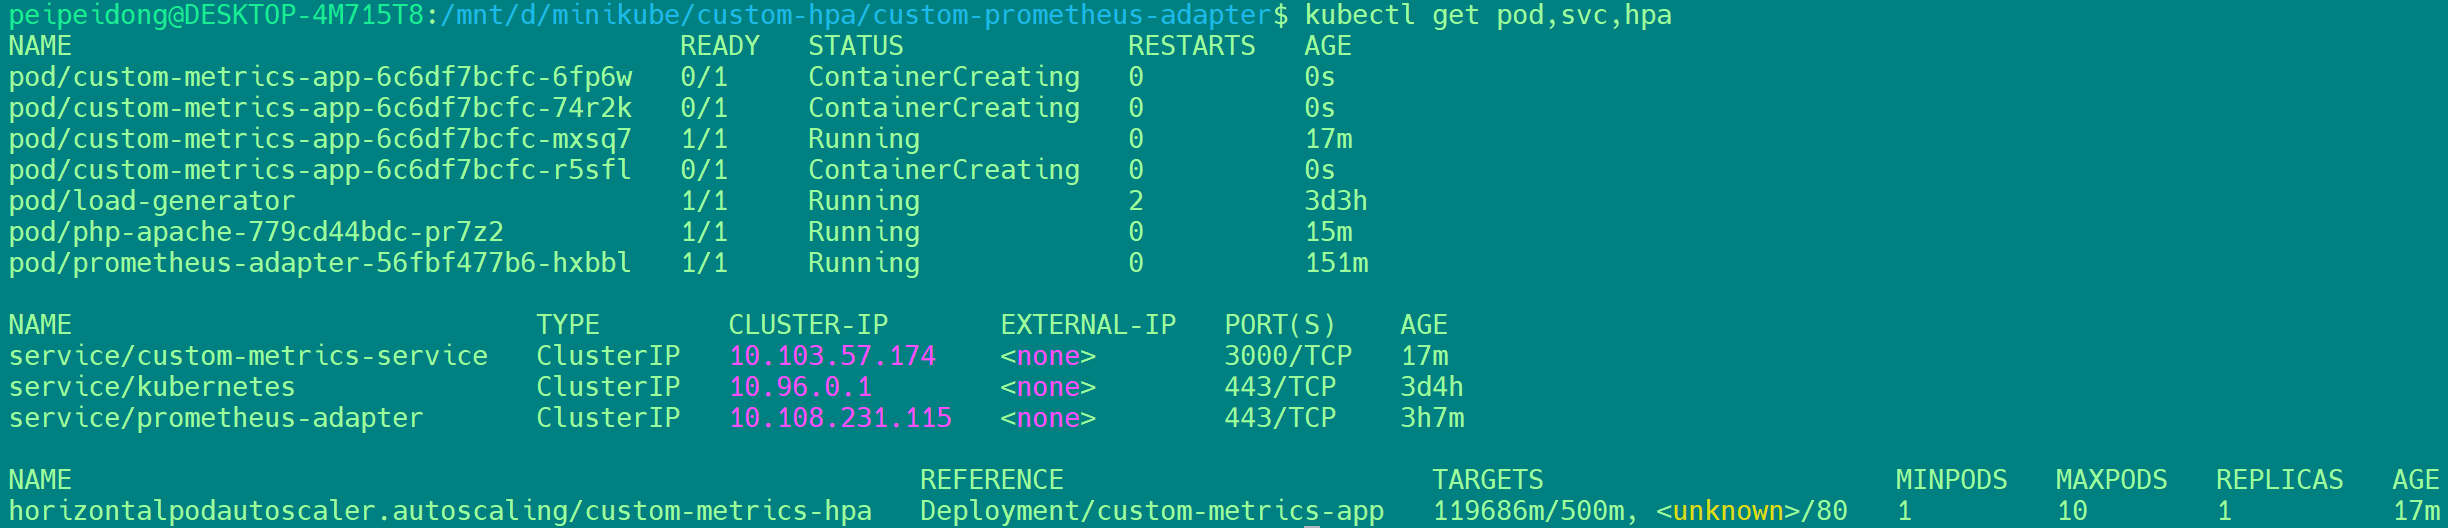 peipeidong@DESKTOP-4M715T8:/mnt/d/minikube/custom-hpa/custom-prometheus-adapter$ kubectl get pod,svc,hpa
NAME                                      READY   STATUS              RESTARTS   AGE
pod/custom-metrics-app-6c6df7bcfc-6fp6w   0/1     ContainerCreating   0          0s
pod/custom-metrics-app-6c6df7bcfc-74r2k   0/1     ContainerCreating   0          0s
pod/custom-metrics-app-6c6df7bcfc-mxsq7   1/1     Running             0          17m
pod/custom-metrics-app-6c6df7bcfc-r5sfl   0/1     ContainerCreating   0          0s
pod/load-generator                        1/1     Running             2          3d3h
pod/php-apache-779cd44bdc-pr7z2           1/1     Running             0          15m
pod/prometheus-adapter-56fbf477b6-hxbbl   1/1     Running             0          151m
NAME                             TYPE        CLUSTER-IP       EXTERNAL-IP   PORT(S)    AGE
service/custom-metrics-service   ClusterIP   10.103.57.174    <none>        3000/TCP   17m
service/kubernetes               ClusterIP   10.96.0.1        <none>        443/TCP    3d4h
service/prometheus-adapter       ClusterIP   10.108.231.115   <none>        443/TCP    3h7m
NAME                                                     REFERENCE                       TARGETS                      MINPODS   MAXPODS   REPLICAS   AGE
horizontalpodautoscaler.autoscaling/custom-metrics-hpa   Deployment/custom-metrics-app   119686m/500m, <unknown>/80   1         10        1          17m